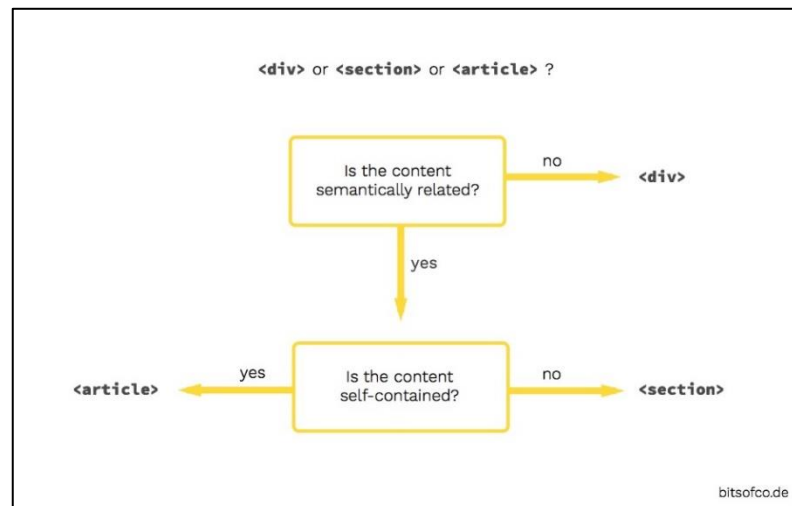 <div> or <section> or <article> ?
Is the content
semantically related?
no
<div>
yes
Is the content
self-contained?
yes
<article>
no
<section>
bitsofco.de